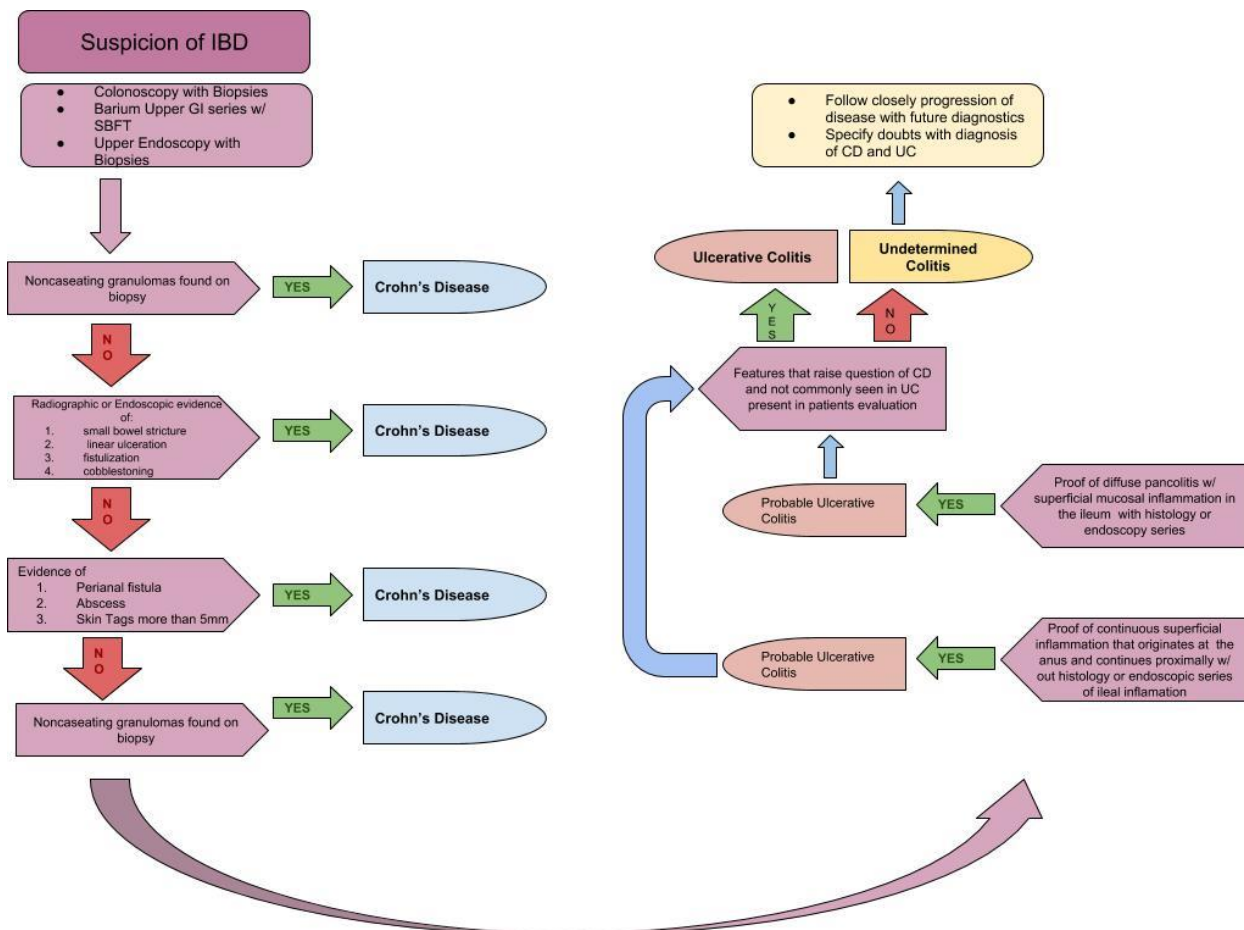 Suspicion of IBD
● Colonoscopy with Biopsies
● Barium Upper GI series w/
SBFT
● Upper Endoscopy with
Biopsies
Noncaseating granulomas found on
biopsy
YES
Crohn's Disease
N
O
Radiographic or Endoscopic evidence
of:
1. small bowel stricture
2. linear ulceration
3. fistulization
4. cobblestoning
YES
Crohn's Disease
N
O
Evidence of
1. Perianal fistula
2. Abscess
3. Skin Tags more than 5mm
YES
Crohn's Disease
N
O
Noncaseating granulomas found on
biopsy
YES
Crohn's Disease
● Follow closely progression of
disease with future diagnostics
● Specify doubts with diagnosis
of CD and UC
Ulcerative Colitis
Undetermined
Colitis
Y
E
S
N
O
Features that raise question of CD
and not commonly seen in UC
present in patients evaluation
Probable Ulcerative
Colitis
YES
Proof of diffuse pancolitis w/
superficial mucosal inflammation in
the ileum with histology or
endoscopy series
Probable Ulcerative
Colitis
YES
Proof of continuous superficial
inflammation that originates at the
anus and continues proximally w/
out histology or endoscopic series
of ileal inflamation